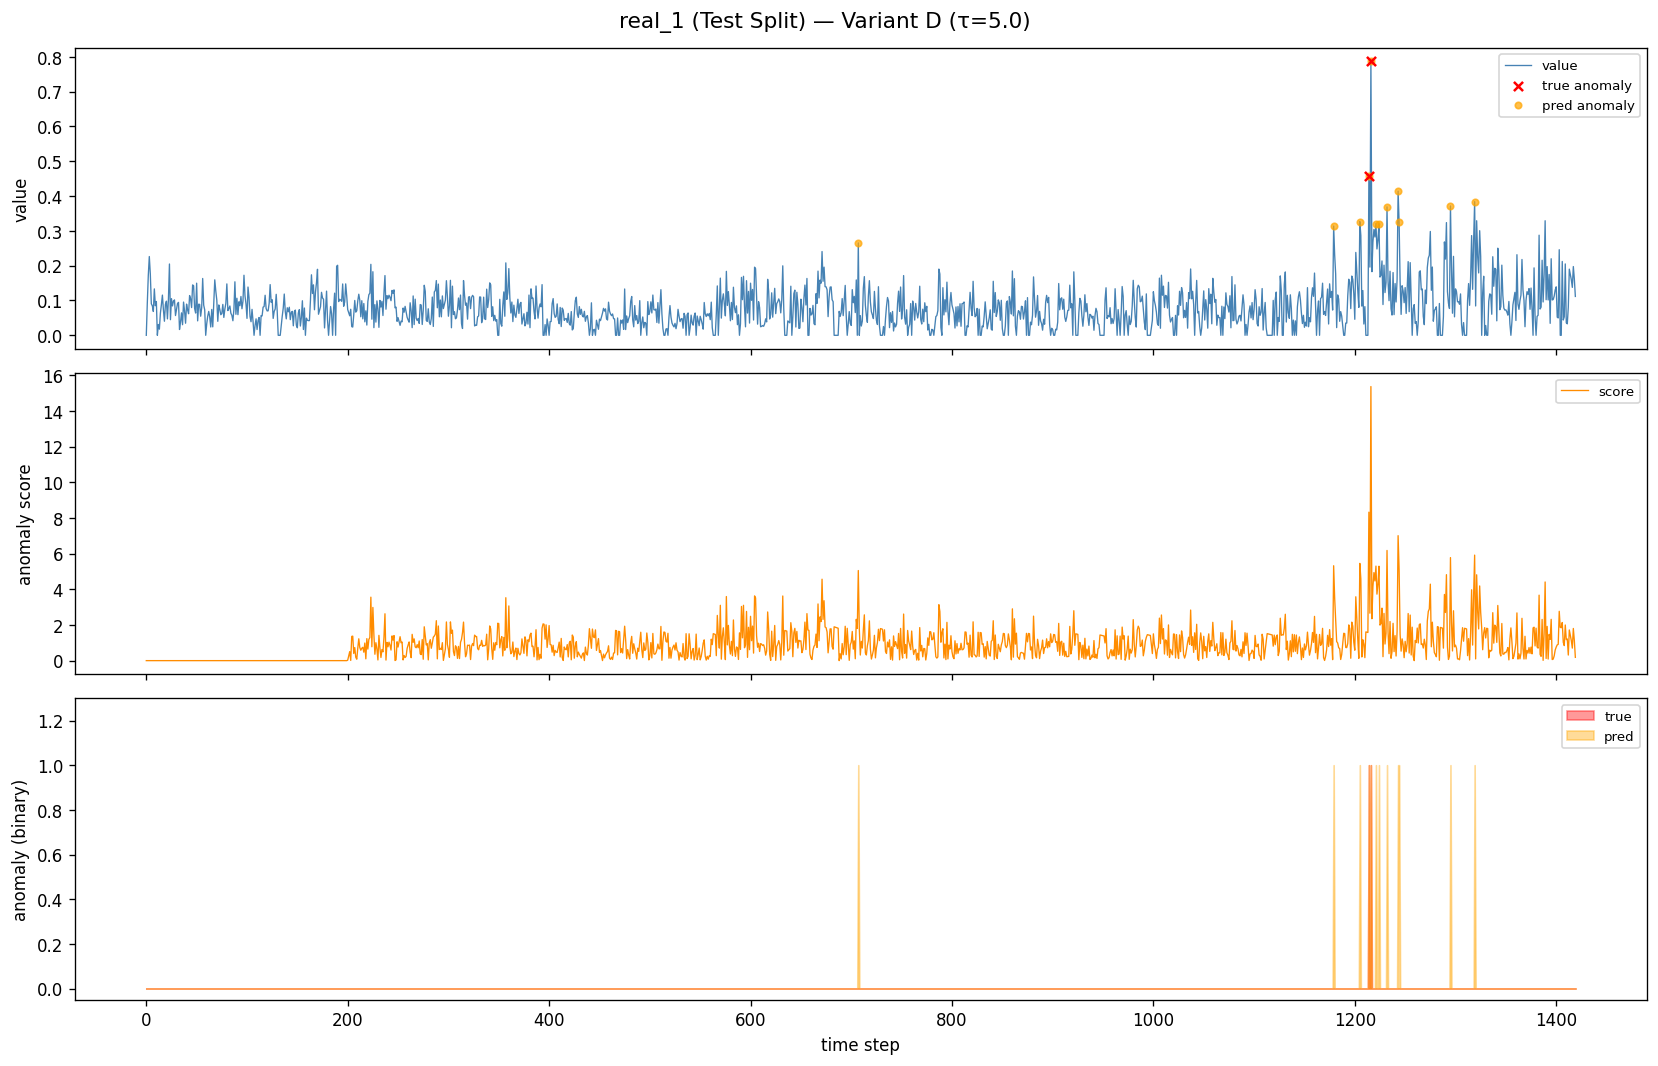 real_1 (Test Split) — Variant D (τ=5.0)
0.8
0.7
0.6
0.5
0.4
0.3
0.2
0.1
0.0
value
value
true anomaly
pred anomaly
16
14
12
10
8
6
4
2
0
anomaly score
score
1.2
1.0
0.8
0.6
0.4
0.2
0.0
anomaly (binary)
true
pred
0 200 400 600 800 1000 1200 1400
time step